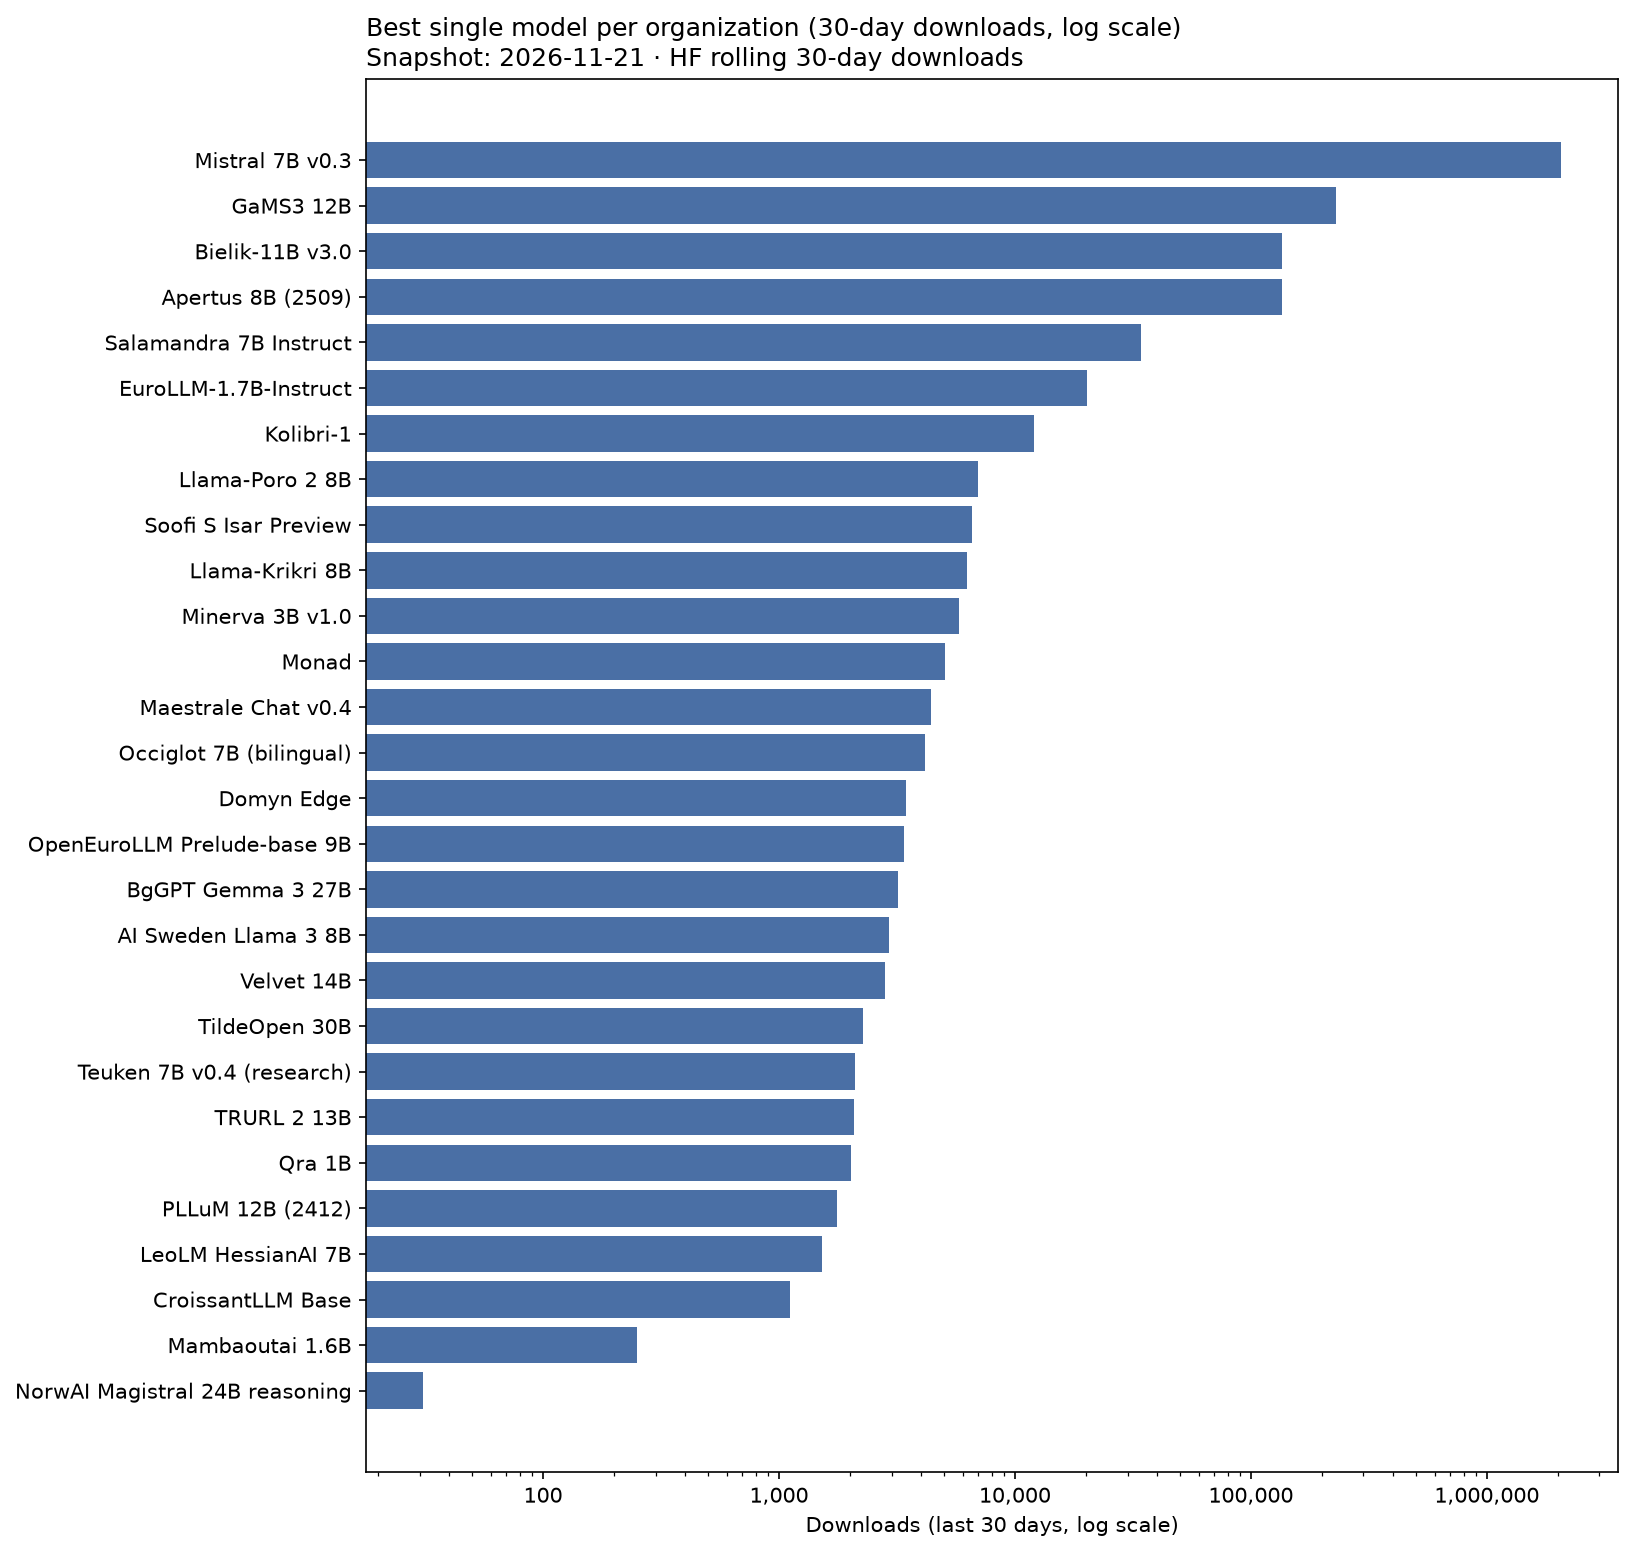 Best single model per organization (30-day downloads, log scale)
Snapshot: 2026-11-21 · HF rolling 30-day downloads
Mistral 7B v0.3
GaMS3 12B
Bielik-11B v3.0
Apertus 8B (2509)
Salamandra 7B Instruct
EuroLLM-1.7B-Instruct
Kolibri-1
Llama-Poro 2 8B
Soofi S Isar Preview
Llama-Krikri 8B
Minerva 3B v1.0
Monad
Maestrale Chat v0.4
Occiglot 7B (bilingual)
Domyn Edge
OpenEuroLLM Prelude-base 9B
BgGPT Gemma 3 27B
AI Sweden Llama 3 8B
Velvet 14B
TildeOpen 30B
Teuken 7B v0.4 (research)
TRURL 2 13B
Qra 1B
PLLuM 12B (2412)
LeoLM HessianAI 7B
CroissantLLM Base
Mambaoutai 1.6B
NorwAI Magistral 24B reasoning
100 1,000 10,000 100,000 1,000,000
Downloads (last 30 days, log scale)